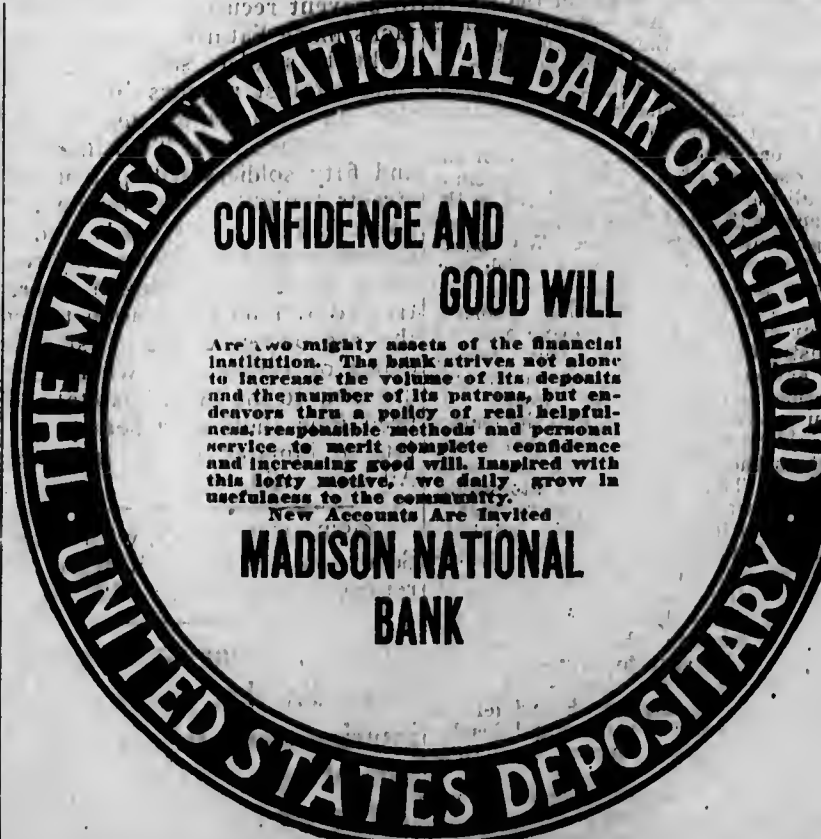 THE MADISON NATIONAL BANK OF RICHMOND
CONFIDENCE AND
GOOD WILL
Are two mighty assets of the financial
institution. The bank strives not alone
to increase the volume of its deposits
and the number of its patrons, but en-
deavors thru a policy of real helpful-
ness, responsible methods and personal
service to merit complete confidence
and increasing good will. Inspired with
this lofty motive, we daily grow in
usefulness to the community.
New Accounts Are Invited
MADISON NATIONAL
BANK
· UNITED STATES DEPOSITARY ·